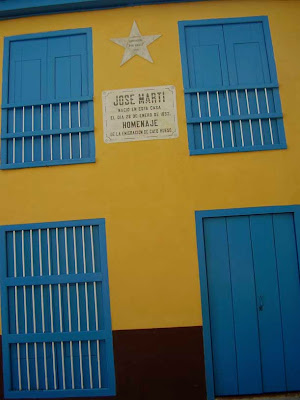 JOSE MARTI
NACIO EN ESTA CASA
EL DIA 28 DE ENERO DE 1853
HOMENAJE
DE LA EMIGRACION DE CAYO HUESO